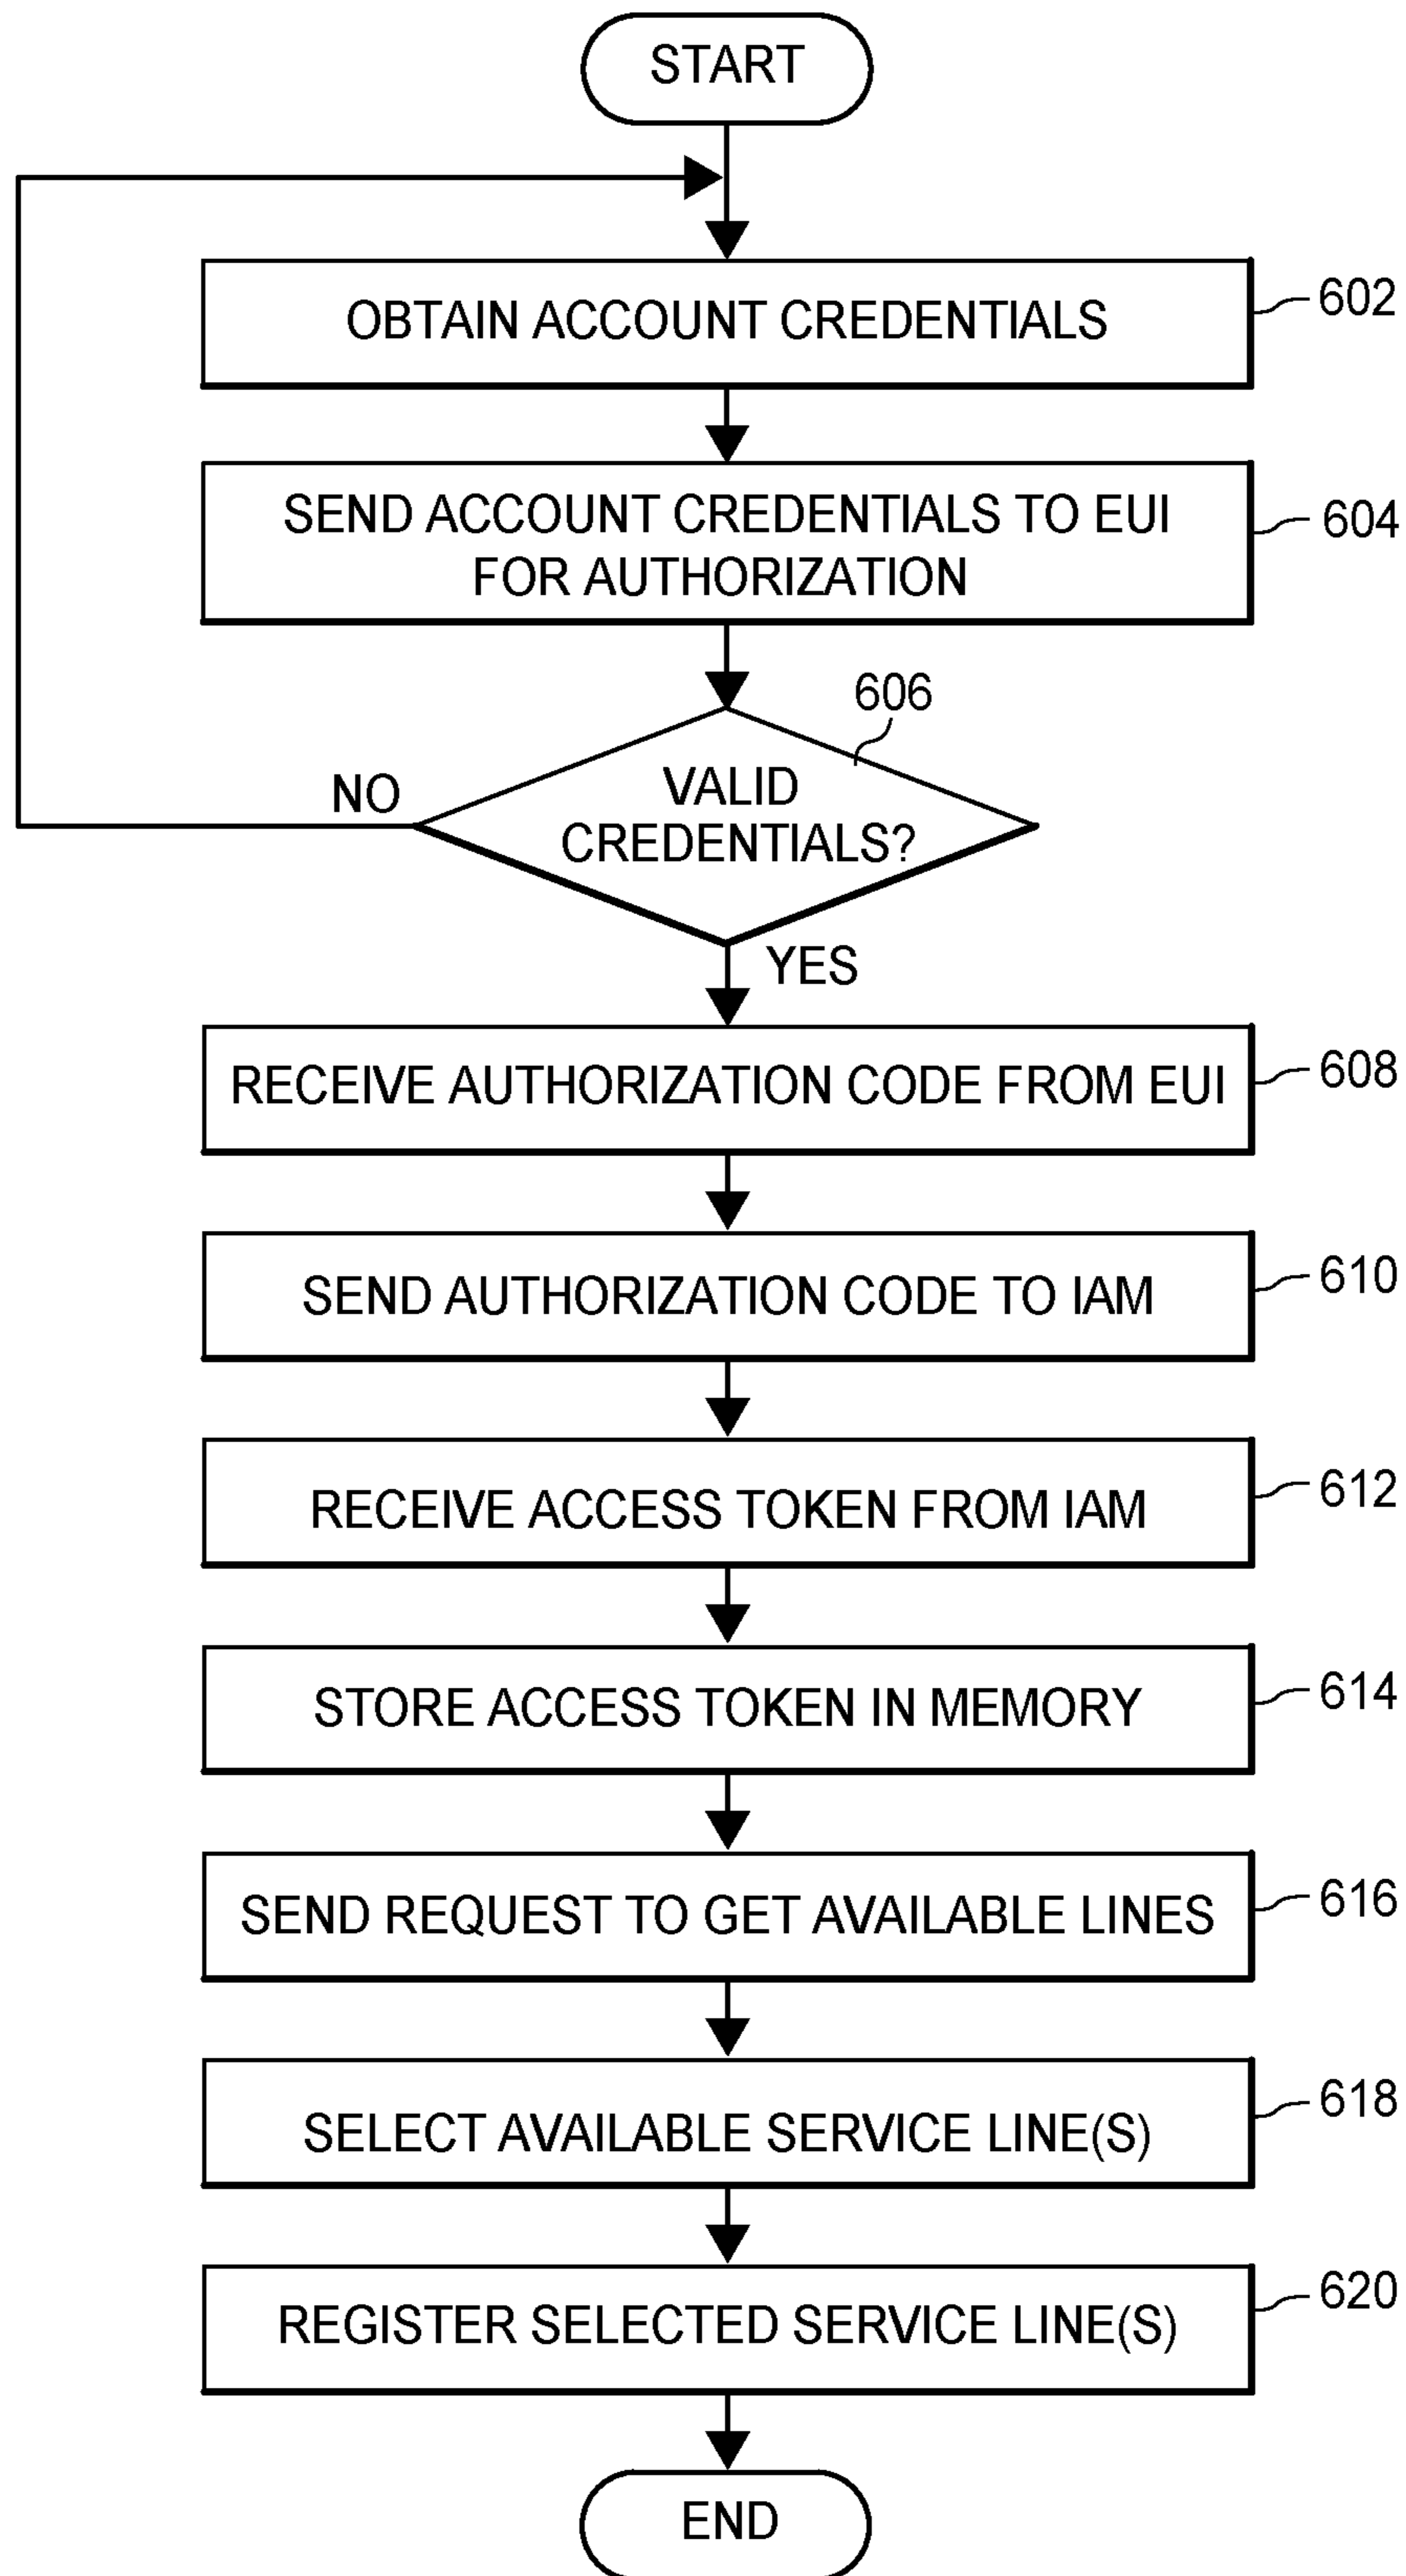 START
OBTAIN ACCOUNT CREDENTIALS
602
SEND ACCOUNT CREDENTIALS TO EUI
FOR AUTHORIZATION
604
606
VALID
CREDENTIALS?
NO
YES
RECEIVE AUTHORIZATION CODE FROM EUI
608
SEND AUTHORIZATION CODE TO IAM
610
RECEIVE ACCESS TOKEN FROM IAM
612
STORE ACCESS TOKEN IN MEMORY
614
SEND REQUEST TO GET AVAILABLE LINES
616
SELECT AVAILABLE SERVICE LINE(S)
618
REGISTER SELECTED SERVICE LINE(S)
620
END